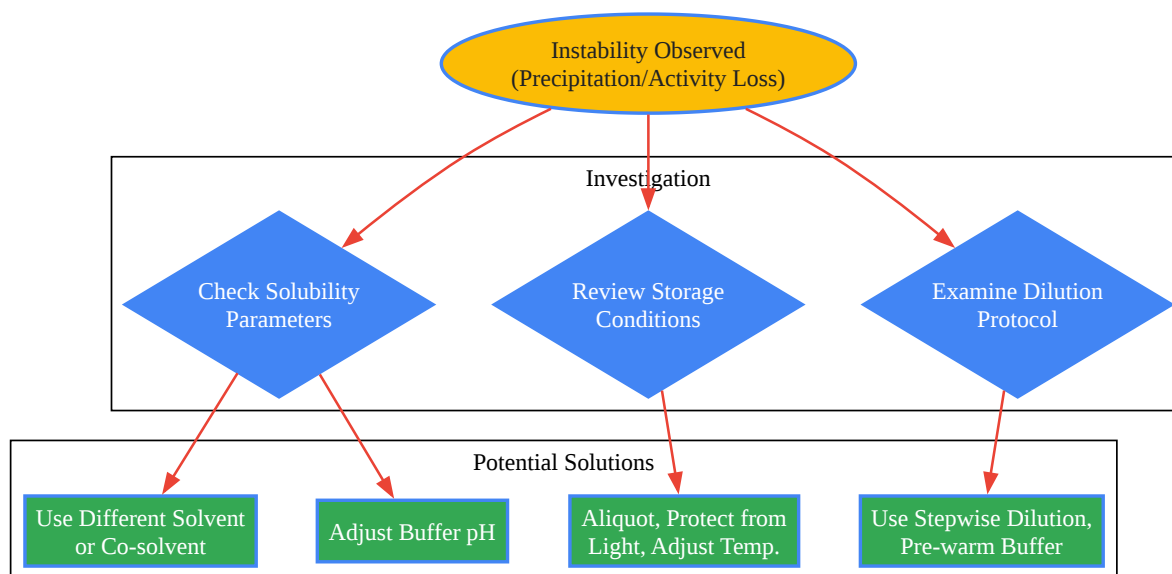 Instability Observed
(Precipitation/Activity Loss)
Investigation
Check Solubility
Parameters
Review Storage
Conditions
Examine Dilution
Protocol
Potential Solutions
Use Different Solvent
or Co-solvent
Adjust Buffer pH
Aliquot, Protect from
Light, Adjust Temp.
Use Stepwise Dilution,
Pre-warm Buffer